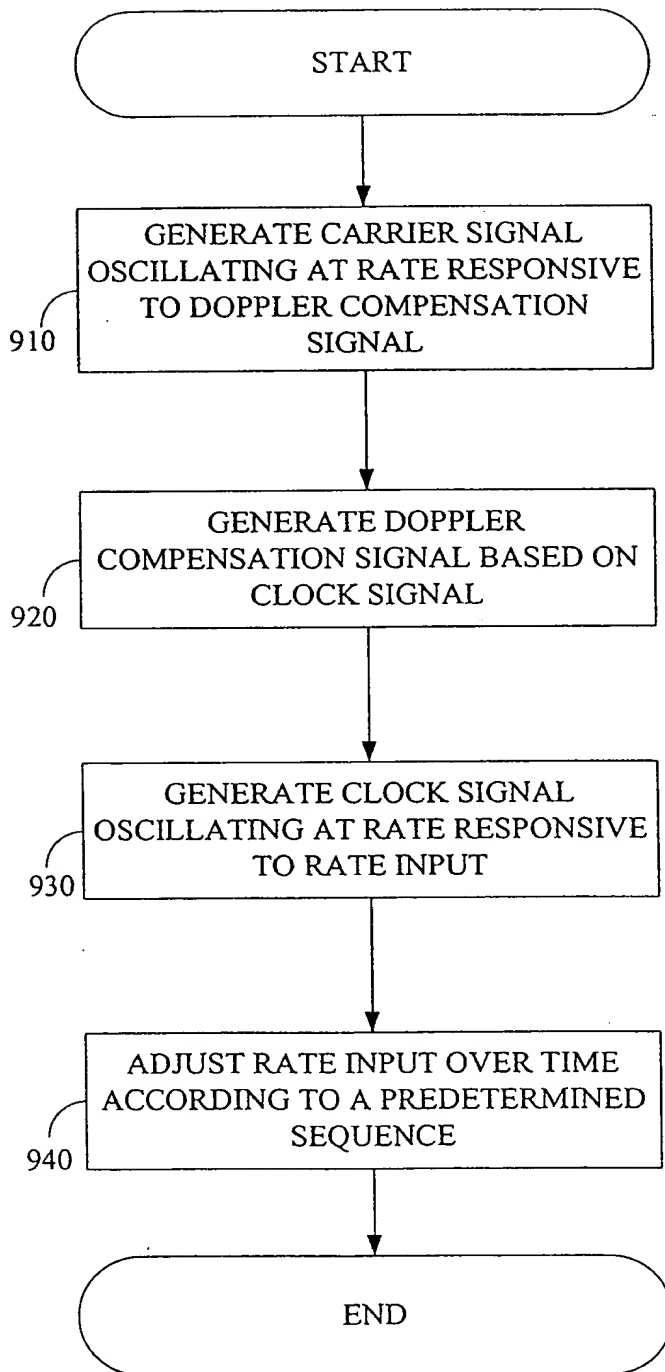 START
GENERATE CARRIER SIGNAL
OSCILLATING AT RATE RESPONSIVE
TO DOPPLER COMPENSATION
SIGNAL
910
GENERATE DOPPLER
COMPENSATION SIGNAL BASED ON
CLOCK SIGNAL
920
GENERATE CLOCK SIGNAL
OSCILLATING AT RATE RESPONSIVE
TO RATE INPUT
930
ADJUST RATE INPUT OVER TIME
ACCORDING TO A PREDETERMINED
SEQUENCE
940
END